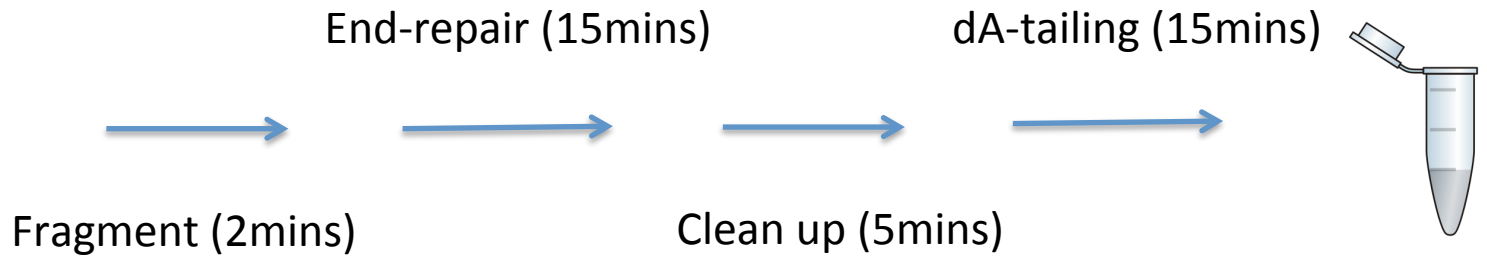 End-repair (15mins)
dA-tailing (15mins)
Fragment (2mins)
Clean up (5mins)